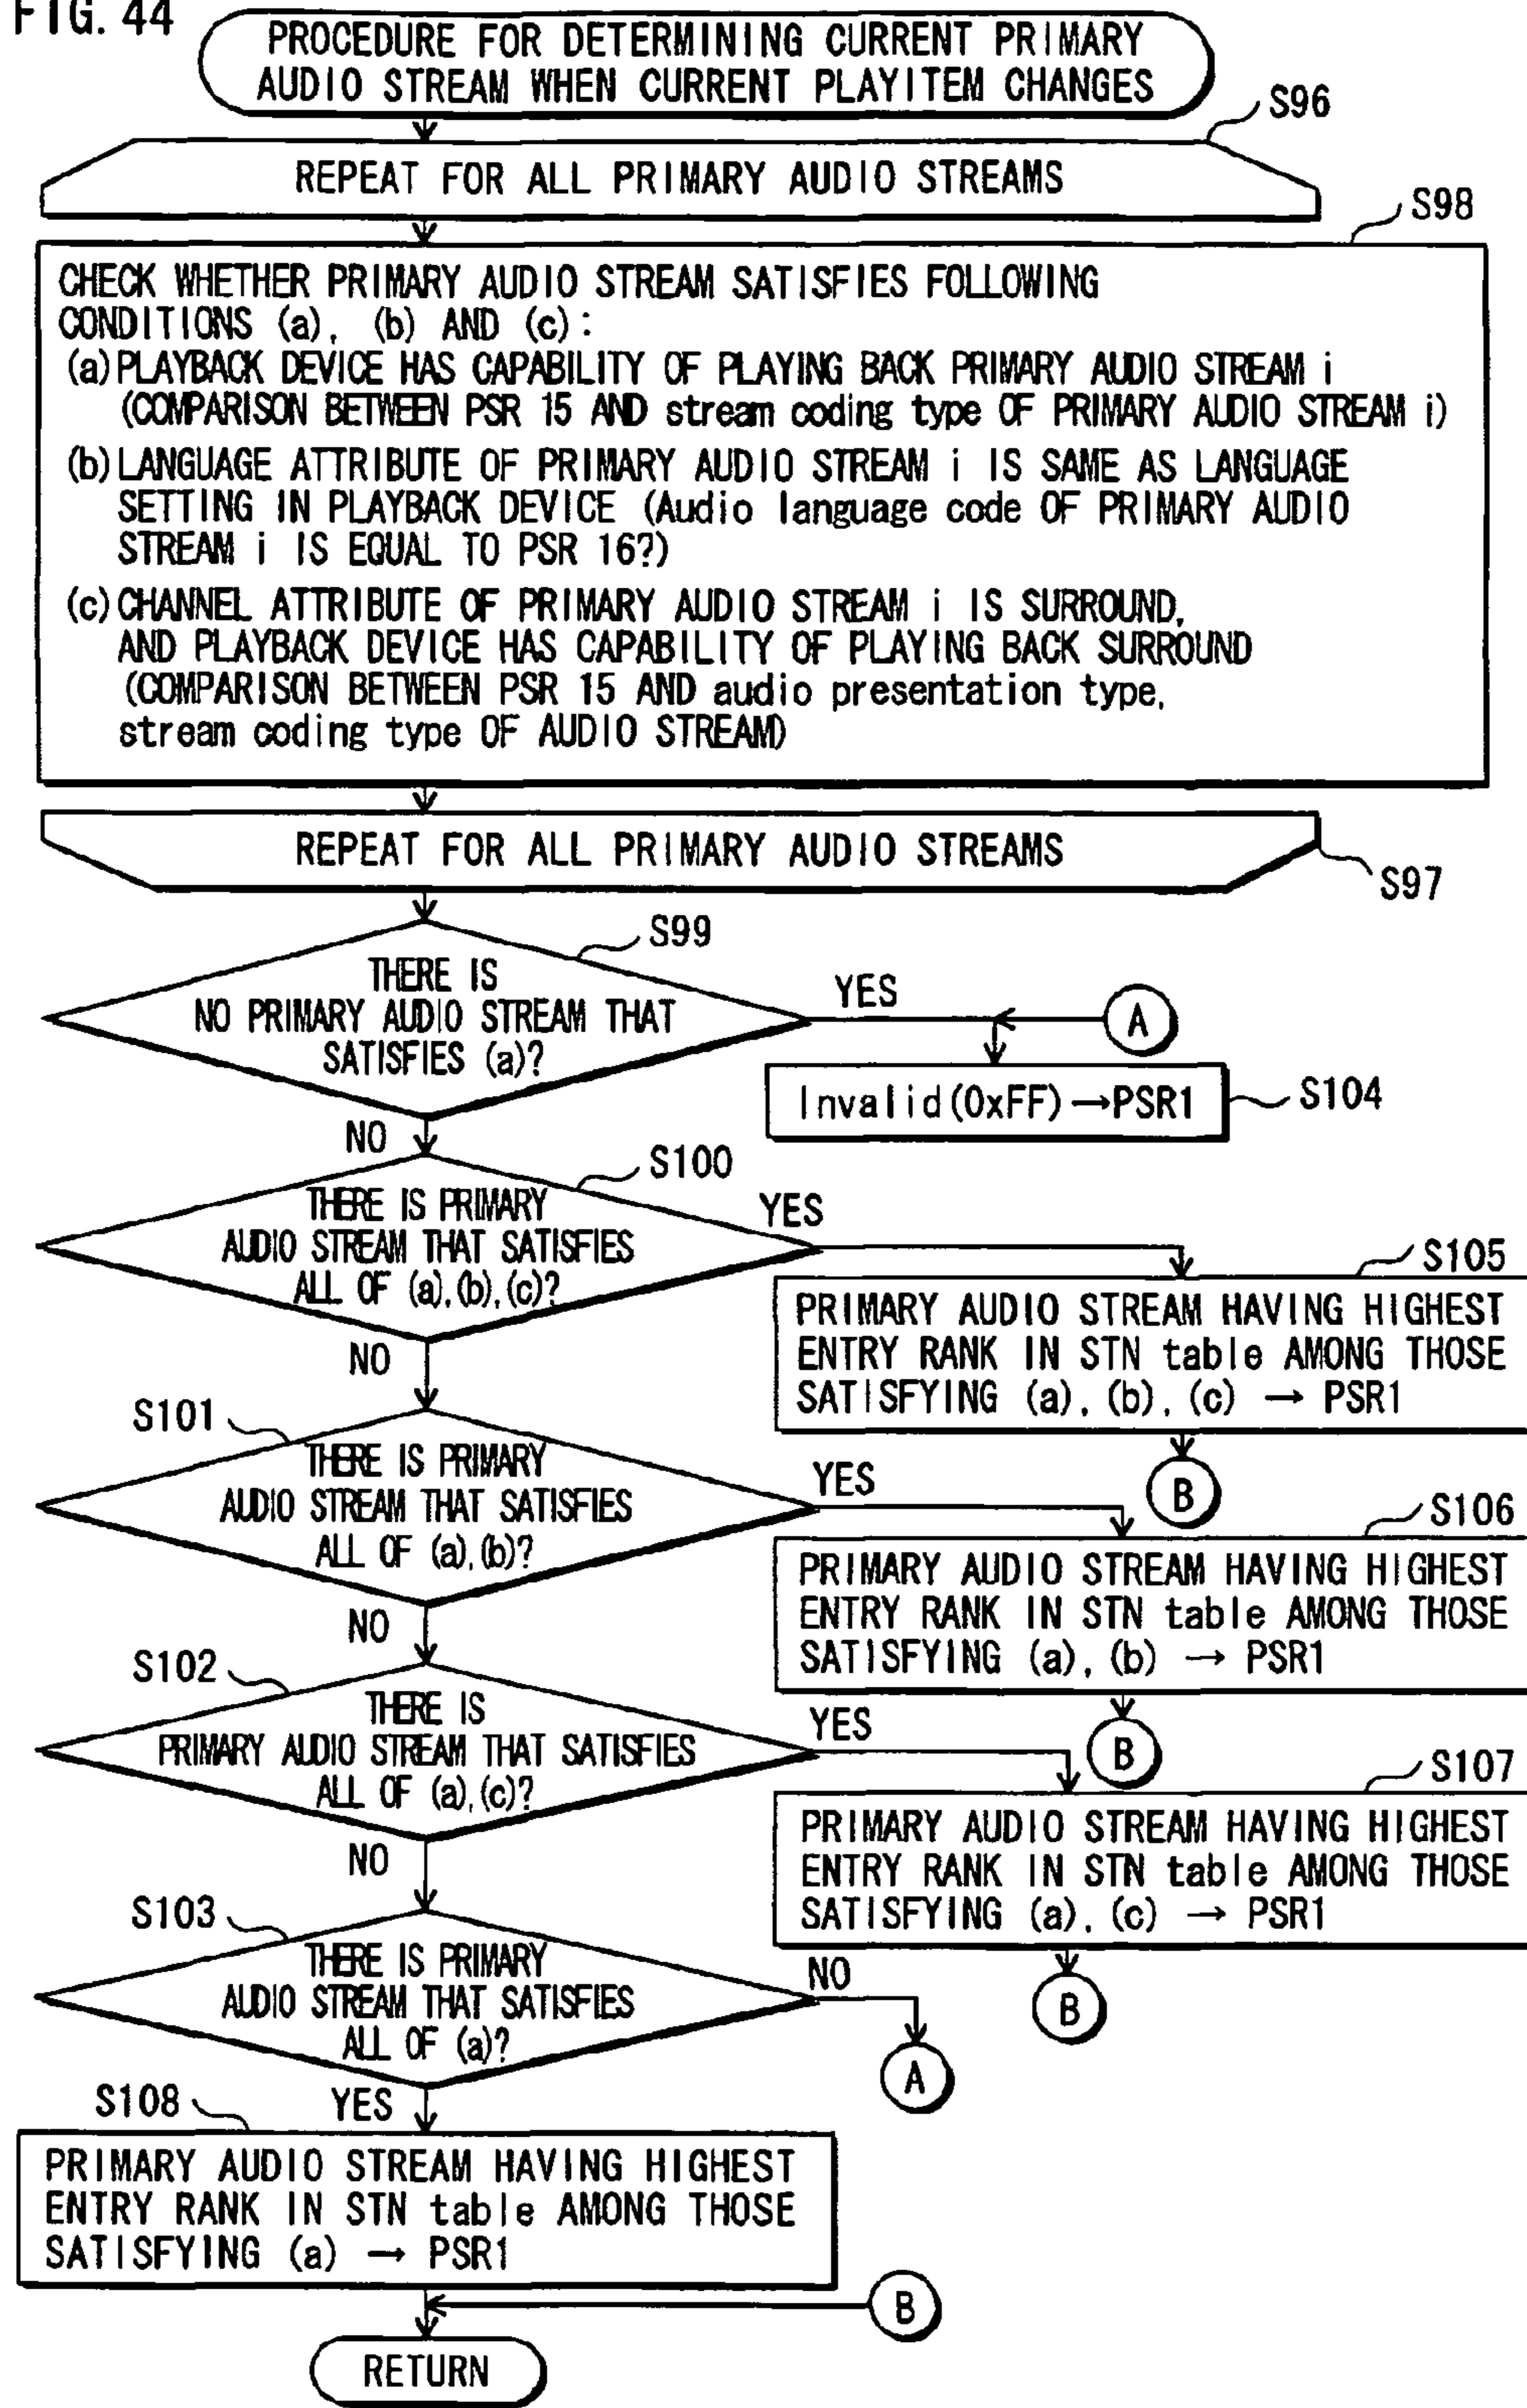 FIG. 44
PROCEDURE FOR DETERMINING CURRENT PRIMARY
AUDIO STREAM WHEN CURRENT PLAYITEM CHANGES
S96
REPEAT FOR ALL PRIMARY AUDIO STREAMS
S98
CHECK WHETHER PRIMARY AUDIO STREAM SATISFIES FOLLOWING
CONDITIONS (a), (b) AND (c):
(a) PLAYBACK DEVICE HAS CAPABILITY OF PLAYING BACK PRIMARY AUDIO STREAM i
(COMPARISON BETWEEN PSR 15 AND stream coding type OF PRIMARY AUDIO STREAM i)
(b) LANGUAGE ATTRIBUTE OF PRIMARY AUDIO STREAM i IS SAME AS LANGUAGE
SETTING IN PLAYBACK DEVICE (Audio language code OF PRIMARY AUDIO
STREAM i IS EQUAL TO PSR 16?)
(c) CHANNEL ATTRIBUTE OF PRIMARY AUDIO STREAM i IS SURROUND,
AND PLAYBACK DEVICE HAS CAPABILITY OF PLAYING BACK SURROUND
(COMPARISON BETWEEN PSR 15 AND audio presentation type,
stream coding type OF AUDIO STREAM)
REPEAT FOR ALL PRIMARY AUDIO STREAMS
S97
S99
THERE IS
NO PRIMARY AUDIO STREAM THAT
SATISFIES (a)?
YES
A
Invalid(0xFF)→PSR1
S104
NO
S100
THERE IS PRIMARY
AUDIO STREAM THAT SATISFIES
ALL OF (a),(b),(c)?
YES
S105
PRIMARY AUDIO STREAM HAVING HIGHEST
ENTRY RANK IN STN table AMONG THOSE
SATISFYING (a), (b), (c) → PSR1
B
NO
S101
THERE IS PRIMARY
AUDIO STREAM THAT SATISFIES
ALL OF (a),(b)?
YES
S106
PRIMARY AUDIO STREAM HAVING HIGHEST
ENTRY RANK IN STN table AMONG THOSE
SATISFYING (a), (b) → PSR1
B
NO
S102
THERE IS
PRIMARY AUDIO STREAM THAT SATISFIES
ALL OF (a),(c)?
YES
S107
PRIMARY AUDIO STREAM HAVING HIGHEST
ENTRY RANK IN STN table AMONG THOSE
SATISFYING (a), (c) → PSR1
B
NO
S103
THERE IS PRIMARY
AUDIO STREAM THAT SATISFIES
ALL OF (a)?
NO
A
YES
S108
PRIMARY AUDIO STREAM HAVING HIGHEST
ENTRY RANK IN STN table AMONG THOSE
SATISFYING (a) → PSR1
B
RETURN